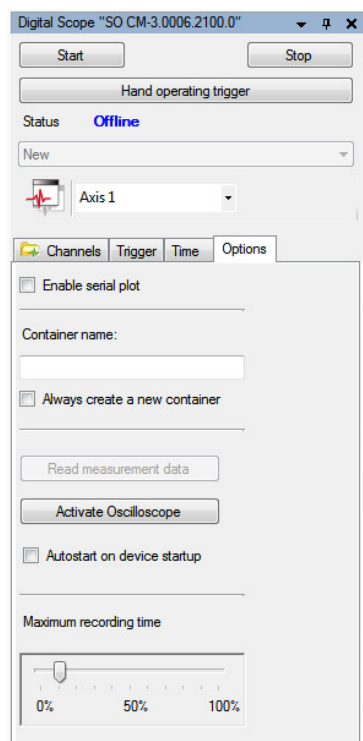 Digital Scope "SO CM-3.0006.2100.0"
Start Stop
Hand operating trigger
Status Offline
New
Axis 1
Channels Trigger Time Options
Enable serial plot
Container name:
Always create a new container
Read measurement data
Activate Oscilloscope
Autostart on device startup
Maximum recording time
0% 50% 100%